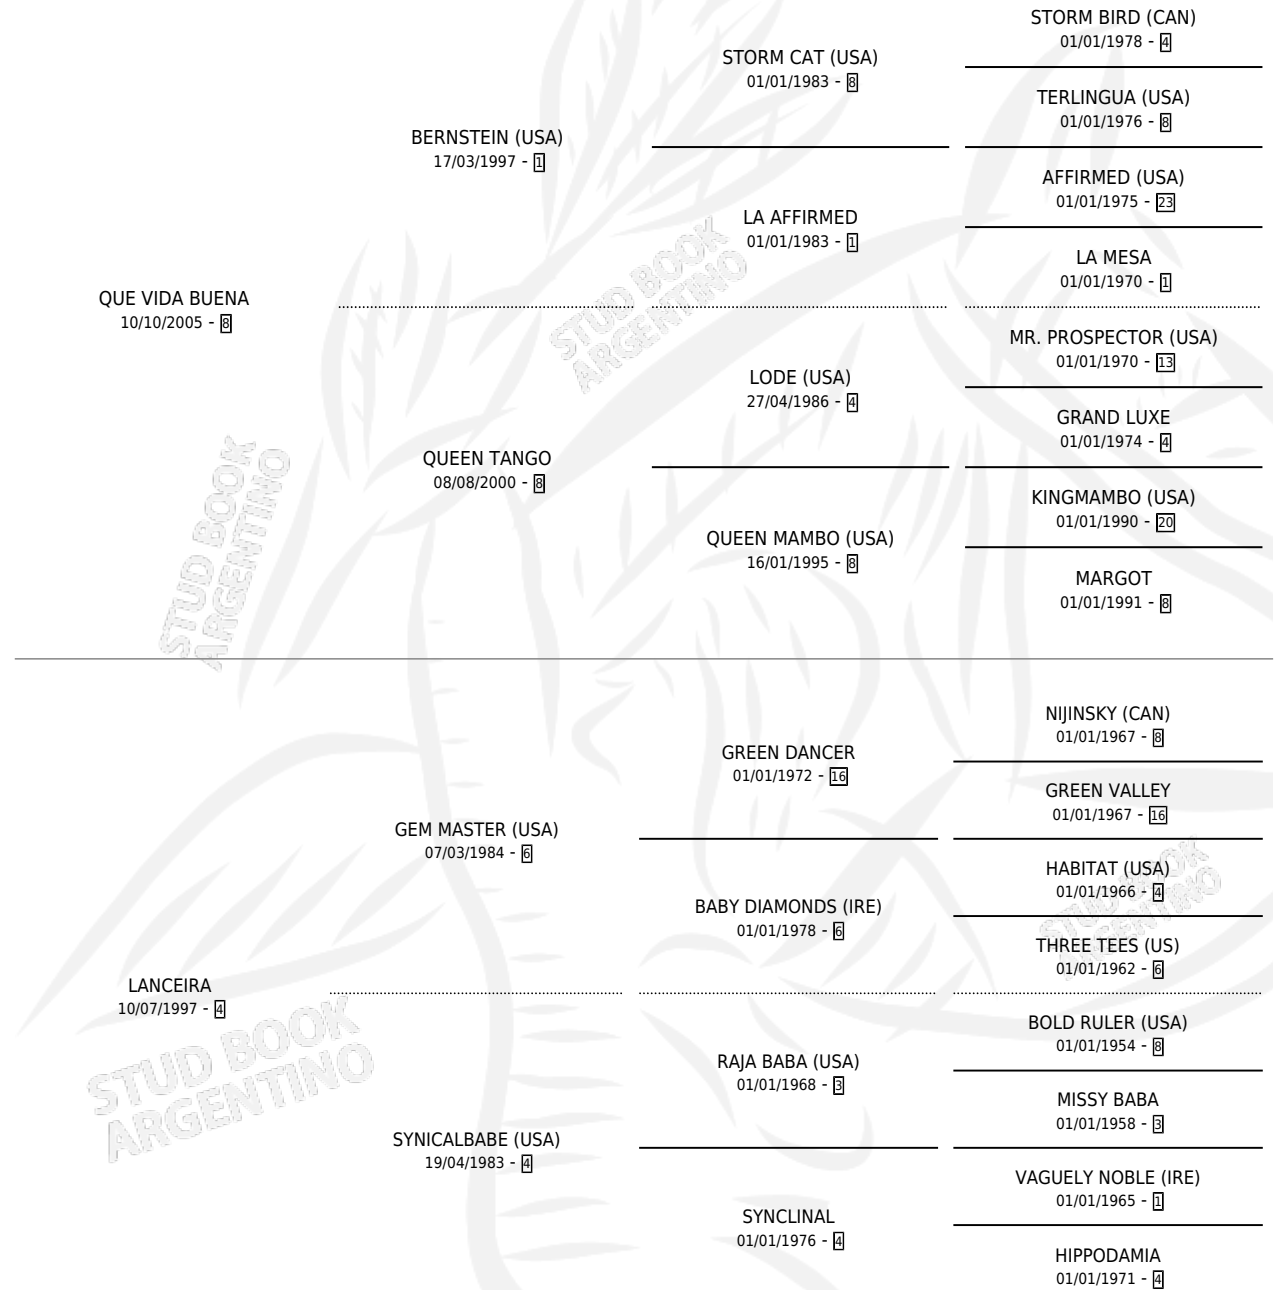 STORM BIRD (CAN)
01/01/1978 - 4
STORM CAT (USA)
01/01/1983 - 8
TERLINGUA (USA)
01/01/1976 - 8
BERNSTEIN (USA)
17/03/1997 - 1
AFFIRMED (USA)
01/01/1975 - 23
LA AFFIRMED
01/01/1983 - 1
LA MESA
01/01/1970 - 1
QUE VIDA BUENA
10/10/2005 - 8
MR. PROSPECTOR (USA)
01/01/1970 - 13
LODE (USA)
27/04/1986 - 4
GRAND LUXE
01/01/1974 - 4
QUEEN TANGO
08/08/2000 - 8
KINGMAMBO (USA)
01/01/1990 - 20
QUEEN MAMBO (USA)
16/01/1995 - 8
MARGOT
01/01/1991 - 8
STUD BOOK
ARGENTINO
STUD BOOK
ARGENTINO
NIJINSKY (CAN)
01/01/1967 - 8
GREEN DANCER
01/01/1972 - 16
GREEN VALLEY
01/01/1967 - 16
GEM MASTER (USA)
07/03/1984 - 6
HABITAT (USA)
01/01/1966 - 4
BABY DIAMONDS (IRE)
01/01/1978 - 6
THREE TEES (US)
01/01/1962 - 6
STUD BOOK
ARGENTINO
LANCEIRA
10/07/1997 - 4
BOLD RULER (USA)
01/01/1954 - 8
RAJA BABA (USA)
01/01/1968 - 3
MISSY BABA
01/01/1958 - 3
SYNICALBABE (USA)
19/04/1983 - 4
VAGUELY NOBLE (IRE)
01/01/1965 - 1
SYNCLINAL
01/01/1976 - 4
HIPPODAMIA
01/01/1971 - 4
STUD BOOK
ARGENTINO